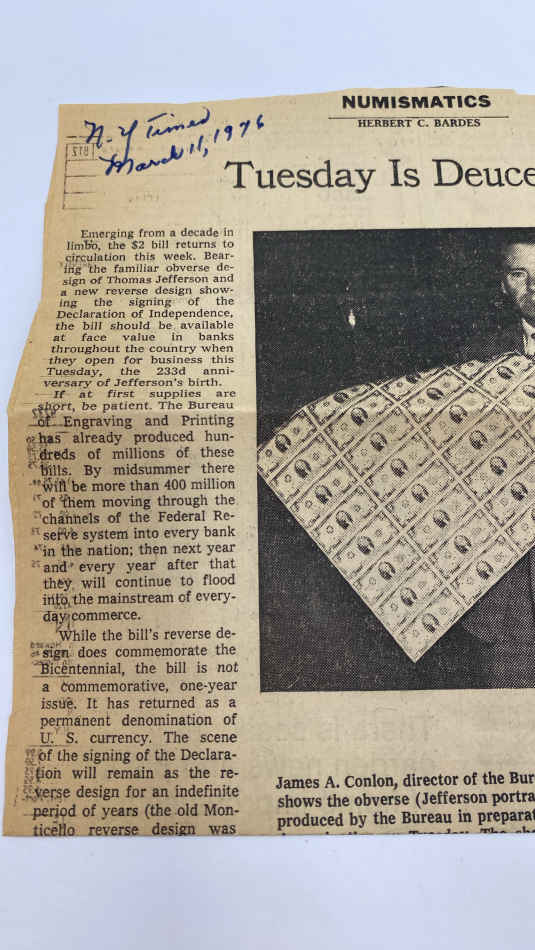 N. Y Times
March 11, 1976
NUMISMATICS
HERBERT C. BARDES
Tuesday Is Deuce
Emerging from a decade in
limbo, the $2 bill returns to
circulation this week. Bear-
ing the familiar obverse de-
sign of Thomas Jefferson and
a new reverse design show-
ing the signing of the
Declaration of Independence,
the bill should be available
at face value in banks
throughout the country when
they open for business this
Tuesday, the 233d anni-
versary of Jefferson's birth.
If at first supplies are
short, be patient. The Bureau
of Engraving and Printing
has already produced hun-
dreds of millions of these
bills. By midsummer there
will be more than 400 million
of them moving through the
channels of the Federal Re-
serve system into every bank
in the nation; then next year
and every year after that
they will continue to flood
into the mainstream of every-
day commerce.
While the bill's reverse de-
sign does commemorate the
Bicentennial, the bill is not
a commemorative, one-year
issue. It has returned as a
permanent denomination of
U. S. currency. The scene
of the signing of the Declara-
tion will remain as the re-
verse design for an indefinite
period of years (the old Mon-
ticello reverse design was
James A. Conlon, director of the Bur
shows the obverse (Jefferson portra
produced by the Bureau in preparat